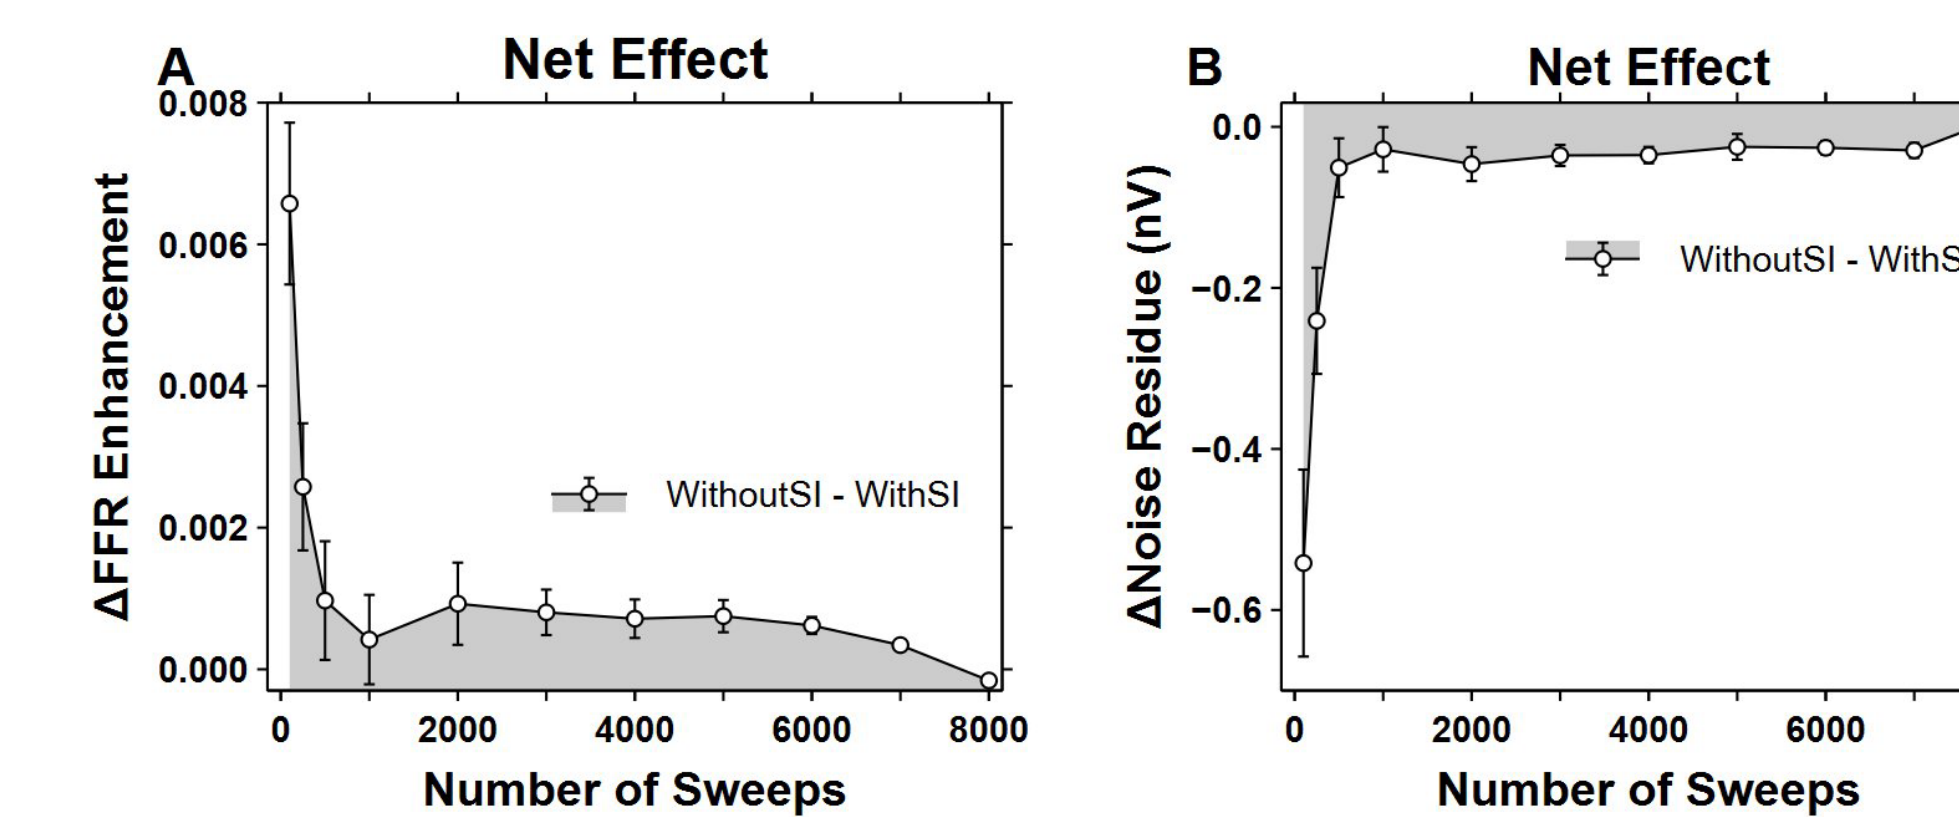 A
Net Effect
0.008
0.006
0.004
0.002
0.000
ΔFFR Enhancement
WithoutSI - WithSI
0 2000 4000 6000 8000
Number of Sweeps
B
Net Effect
0.0
−0.2
−0.4
−0.6
ΔNoise Residue (nV)
WithoutSI - WithS
0 2000 4000 6000
Number of Sweeps